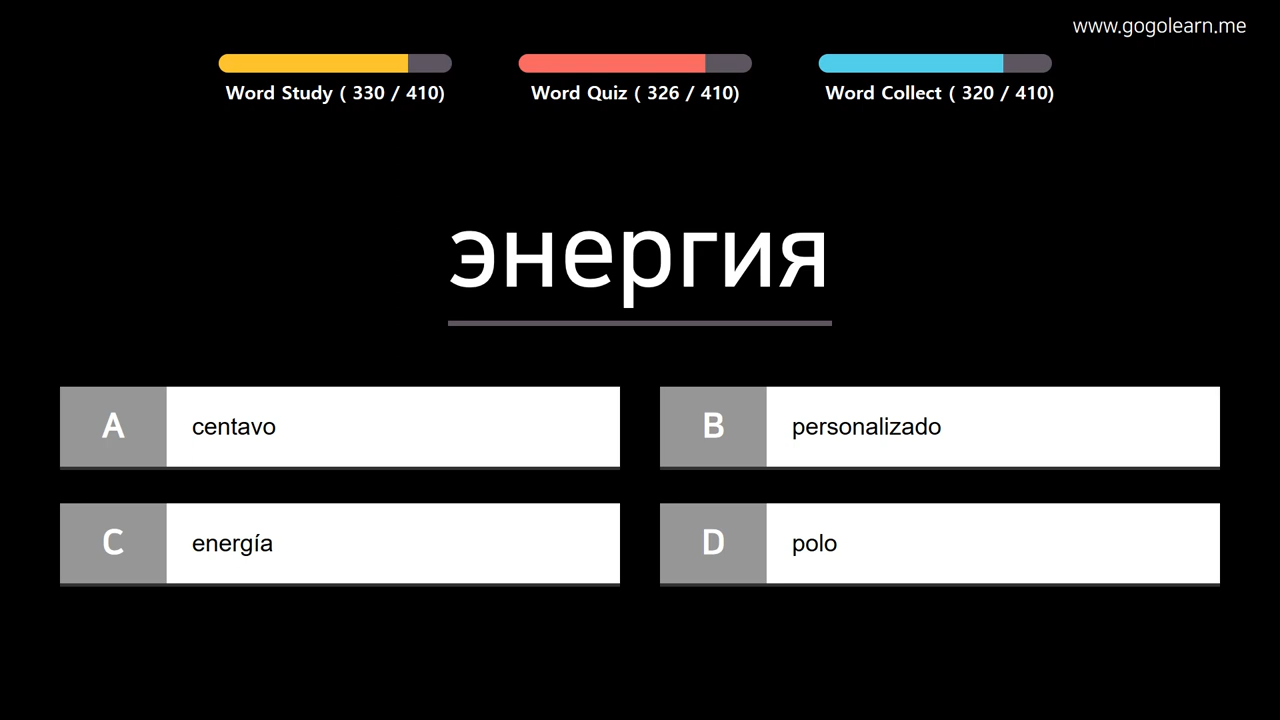 www.gogolearn.me
Word Study ( 330 / 410)
Word Quiz ( 326 / 410)
Word Collect ( 320 / 410)
энергия
A centavo
B personalizado
C energía
D polo